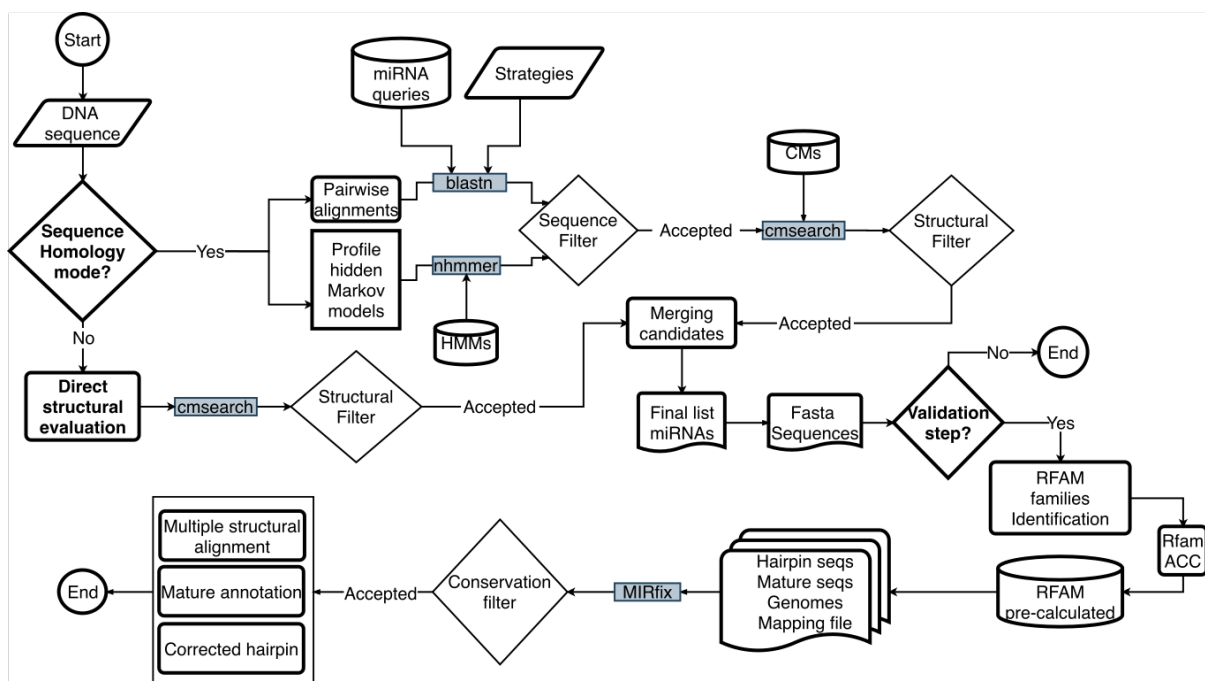 Start
DNA
sequence
miRNA
queries
Strategies
Sequence
Homology
mode?
Yes
Pairwise
alignments
blastn
Profile
hidden
Markov
models
nhmmer
HMMs
Sequence
Filter
Accepted
CMs
cmsearch
Structural
Filter
Accepted
Merging
candidates
No
Direct
structural
evaluation
cmsearch
Structural
Filter
Accepted
Final list
miRNAs
Fasta
Sequences
Validation
step?
No
End
Yes
RFAM
families
Identification
Rfam
ACC
RFAM
pre-calculated
Hairpin seqs
Mature seqs
Genomes
Mapping file
MIRfix
Conservation
filter
Accepted
Multiple structural
alignment
Mature annotation
Corrected hairpin
End